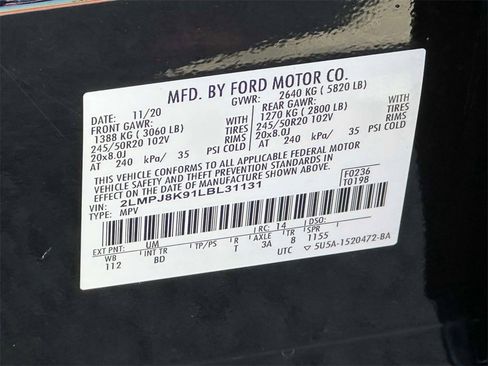 MFD. BY FORD MOTOR CO.
DATE: 11/20 GVWR: 2640 KG ( 5820 LB)
FRONT GAWR: REAR GAWR:
1388 KG ( 3060 LB) WITH 1270 KG ( 2800 LB) WITH
245/50R20 102V TIRES 245/50R20 102V TIRES
20x8.0J RIMS 20x8.0J RIMS
AT 240 kPa/ 35 PSI COLD AT 240 kPa/ 35 PSI COLD
THIS VEHICLE CONFORMS TO ALL APPLICABLE FEDERAL MOTOR
VEHICLE SAFETY AND THEFT PREVENTION STANDARDS IN
EFFECT ON THE DATE OF MANUFACTURE SHOWN ABOVE.
VIN: 2LMPJ8K91LBL31131 F0236
TYPE: MPV T0198
EXT PNT: UM RC: 14 DSO:
WB INT TR TP/PS R AXLE TR SPR
112 BD T 3A 8 1155
UTC 5U5A-1520472-BA